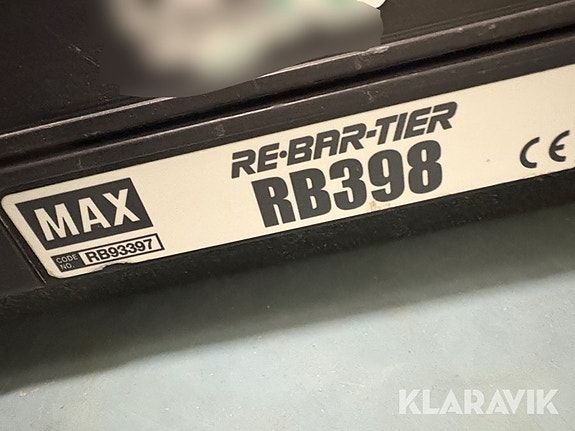 RE·BAR-TIER
RB398
CE
MAX
CODE NO. RB93397
KLARAVIK